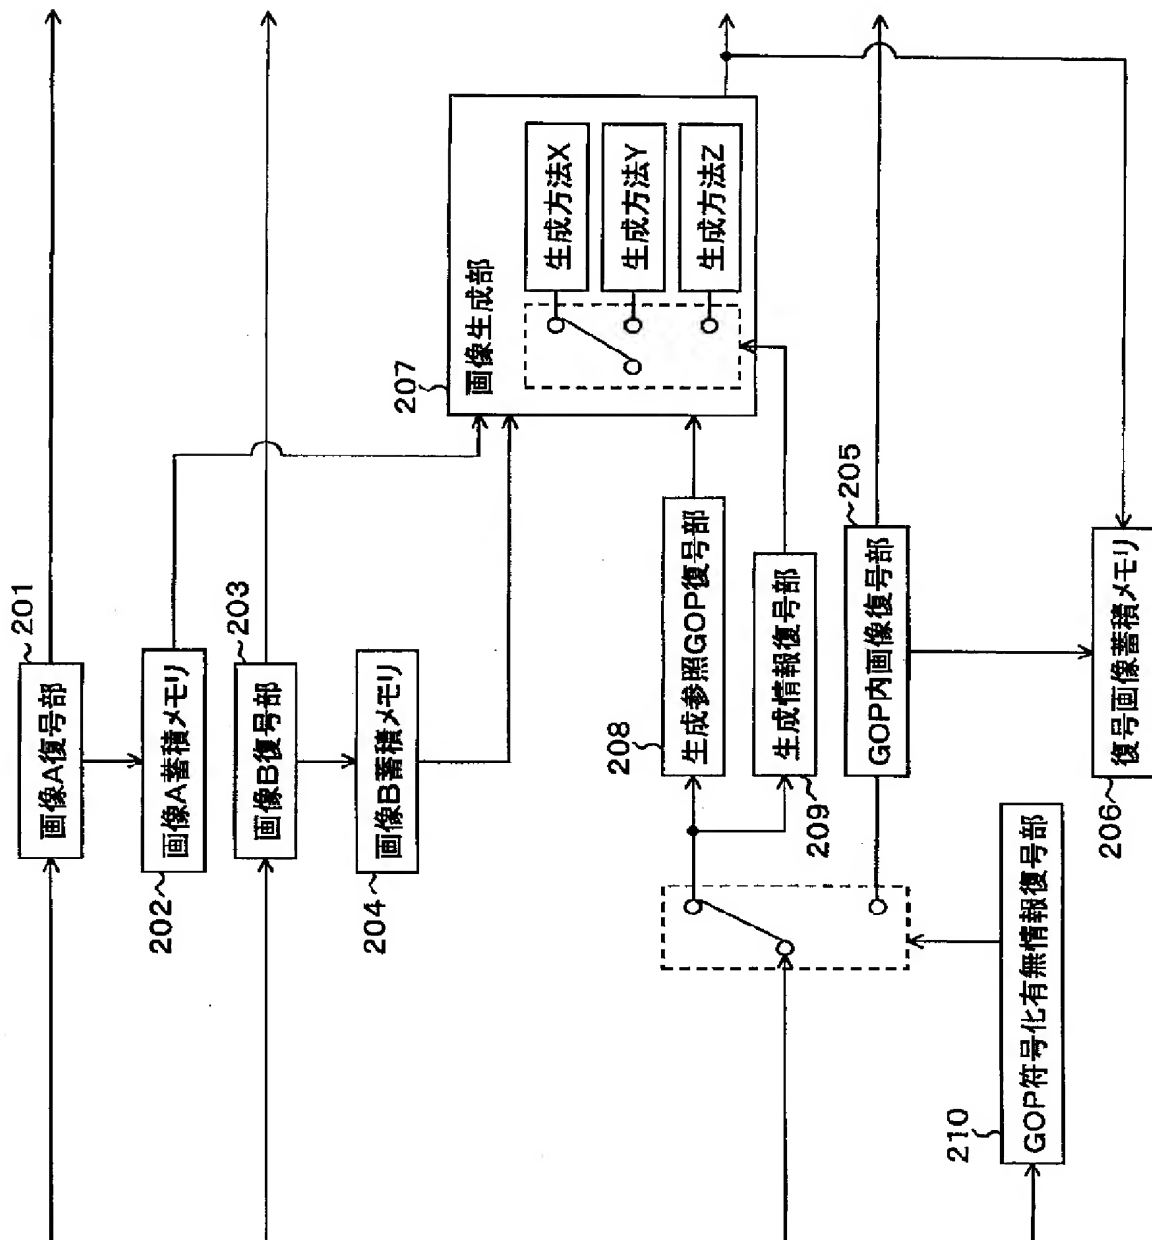 201
画像A復号部
202
画像A蓄積メモリ
203
画像B復号部
204
画像B蓄積メモリ
207
画像生成部
生成方法X
生成方法Y
生成方法Z
208
生成参照GOP復号部
209
生成情報復号部
205
GOP内画像復号部
210
GOP符号化有無情報復号部
206
復号画像蓄積メモリ